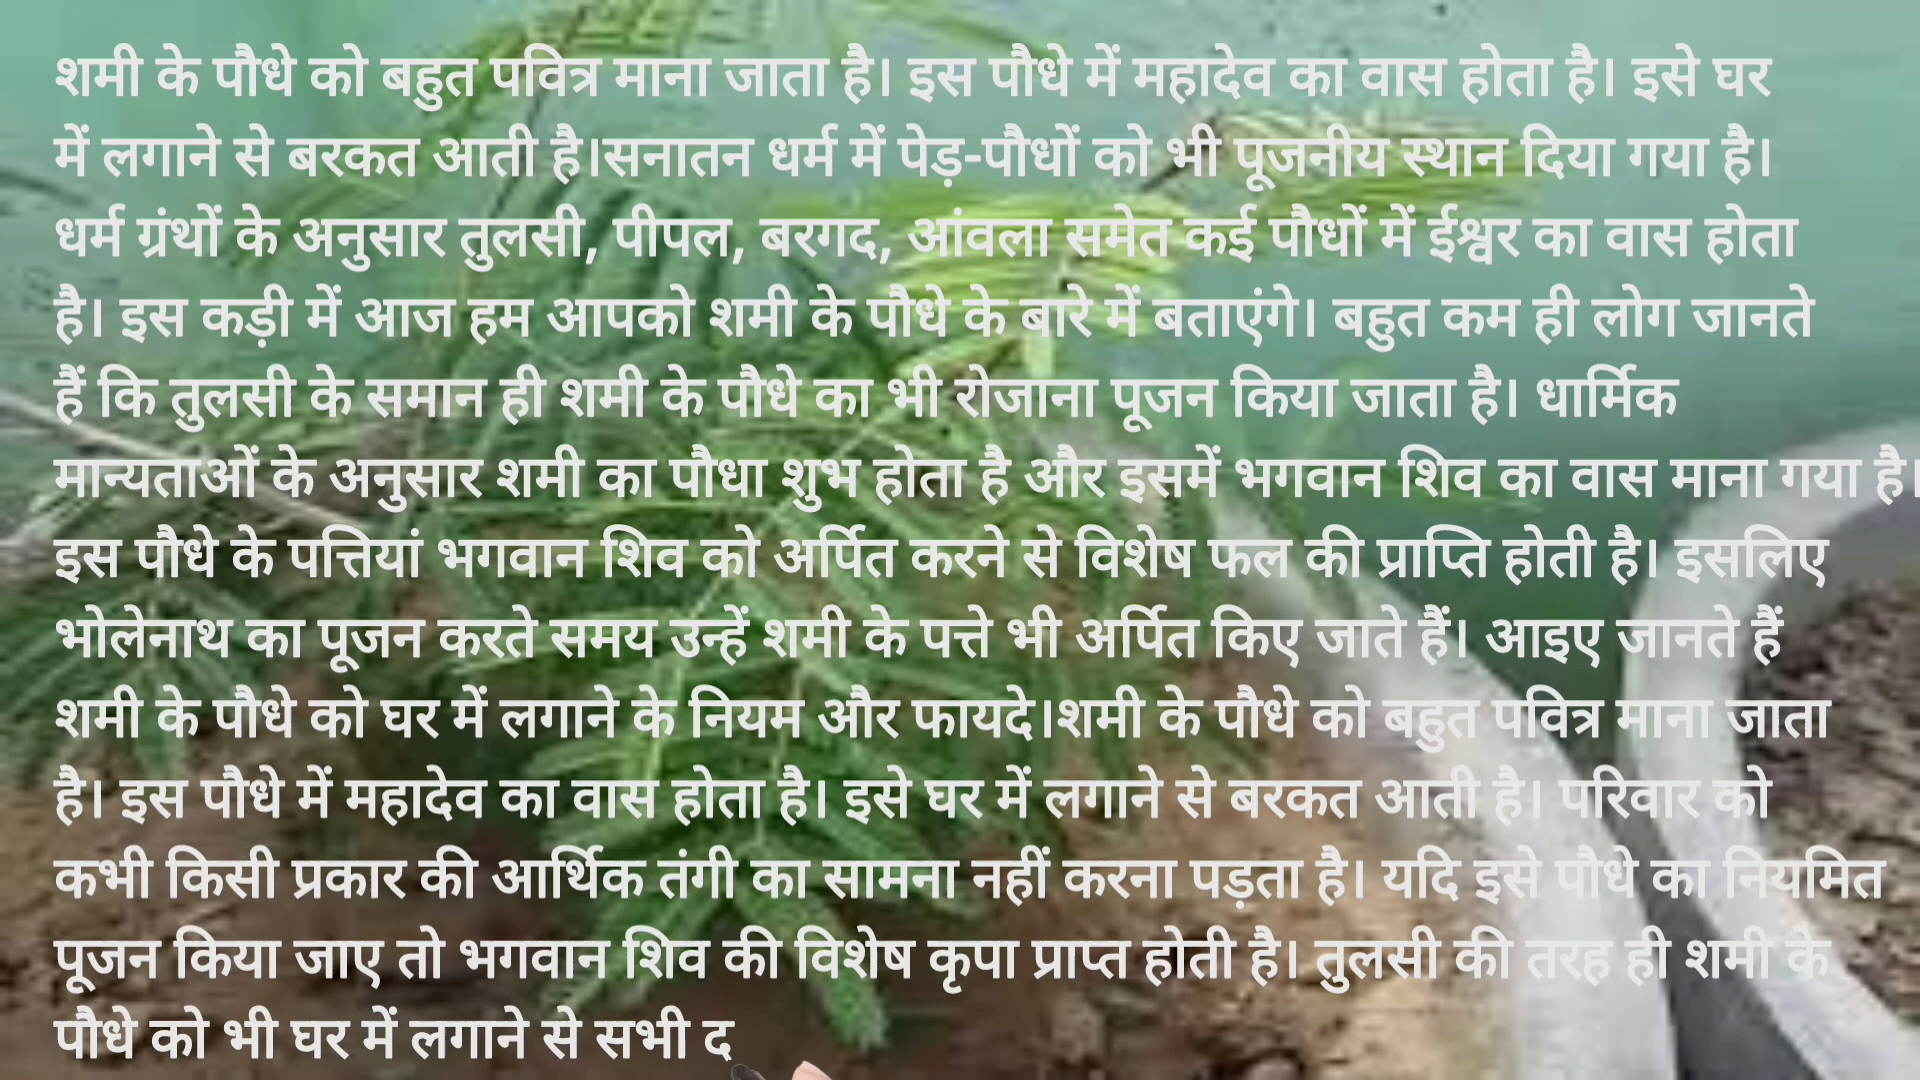 शमी के पौधे को बहुत पवित्र माना जाता है। इस पौधे में महादेव का वास होता है। इसे घर
में लगाने से बरकत आती है।सनातन धर्म में पेड़-पौधों को भी पूजनीय स्थान दिया गया है।
धर्म ग्रंथों के अनुसार तुलसी, पीपल, बरगद, आंवला समेत कई पौधों में ईश्वर का वास होता
है। इस कड़ी में आज हम आपको शमी के पौधे के बारे में बताएंगे। बहुत कम ही लोग जानते
हैं कि तुलसी के समान ही शमी के पौधे का भी रोजाना पूजन किया जाता है। धार्मिक
मान्यताओं के अनुसार शमी का पौधा शुभ होता है और इसमें भगवान शिव का वास माना गया है।
इस पौधे के पत्तियां भगवान शिव को अर्पित करने से विशेष फल की प्राप्ति होती है। इसलिए
भोलेनाथ का पूजन करते समय उन्हें शमी के पत्ते भी अर्पित किए जाते हैं। आइए जानते हैं
शमी के पौधे को घर में लगाने के नियम और फायदे।शमी के पौधे को बहुत पवित्र माना जाता
है। इस पौधे में महादेव का वास होता है। इसे घर में लगाने से बरकत आती है। परिवार को
कभी किसी प्रकार की आर्थिक तंगी का सामना नहीं करना पड़ता है। यदि इसे पौधे का नियमित
पूजन किया जाए तो भगवान शिव की विशेष कृपा प्राप्त होती है। तुलसी की तरह ही शमी के
पौधे को भी घर में लगाने से सभी द